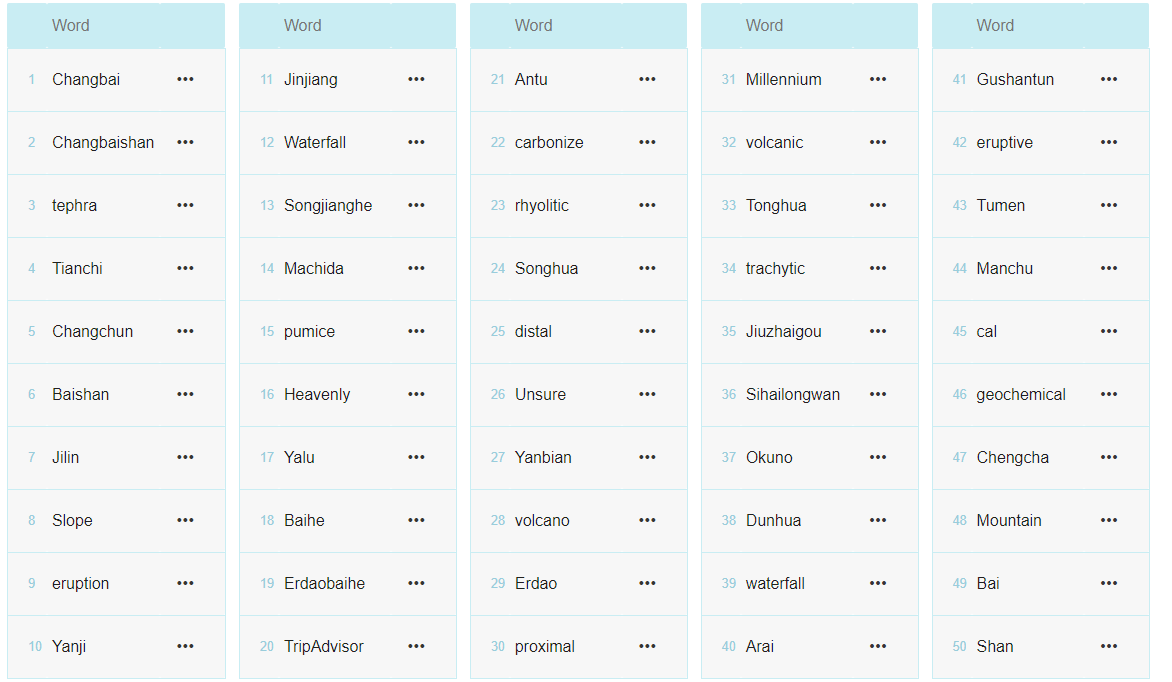 Word Word Word Word Word
1 Changbai ••• 11 Jinjiang ••• 21 Antu ••• 31 Millennium ••• 41 Gushantun •••
2 Changbaishan ••• 12 Waterfall ••• 22 carbonize ••• 32 volcanic ••• 42 eruptive •••
3 tephra ••• 13 Songjianghe ••• 23 rhyolitic ••• 33 Tonghua ••• 43 Tumen •••
4 Tianchi ••• 14 Machida ••• 24 Songhua ••• 34 trachytic ••• 44 Manchu •••
5 Changchun ••• 15 pumice ••• 25 distal ••• 35 Jiuzhaigou ••• 45 cal •••
6 Baishan ••• 16 Heavenly ••• 26 Unsure ••• 36 Sihailongwan ••• 46 geochemical •••
7 Jilin ••• 17 Yalu ••• 27 Yanbian ••• 37 Okuno ••• 47 Chengcha •••
8 Slope ••• 18 Baihe ••• 28 volcano ••• 38 Dunhua ••• 48 Mountain •••
9 eruption ••• 19 Erdaobaihe ••• 29 Erdao ••• 39 waterfall ••• 49 Bai •••
10 Yanji ••• 20 TripAdvisor ••• 30 proximal ••• 40 Arai ••• 50 Shan •••